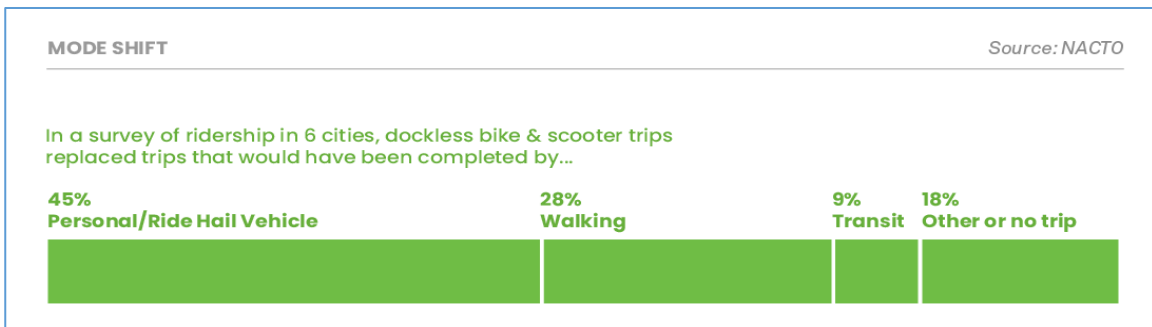 MODE SHIFT
Source: NACTO
In a survey of ridership in 6 cities, dockless bike & scooter trips
replaced trips that would have been completed by...
45%
Personal/Ride Hail Vehicle
28%
Walking
9%
Transit
18%
Other or no trip